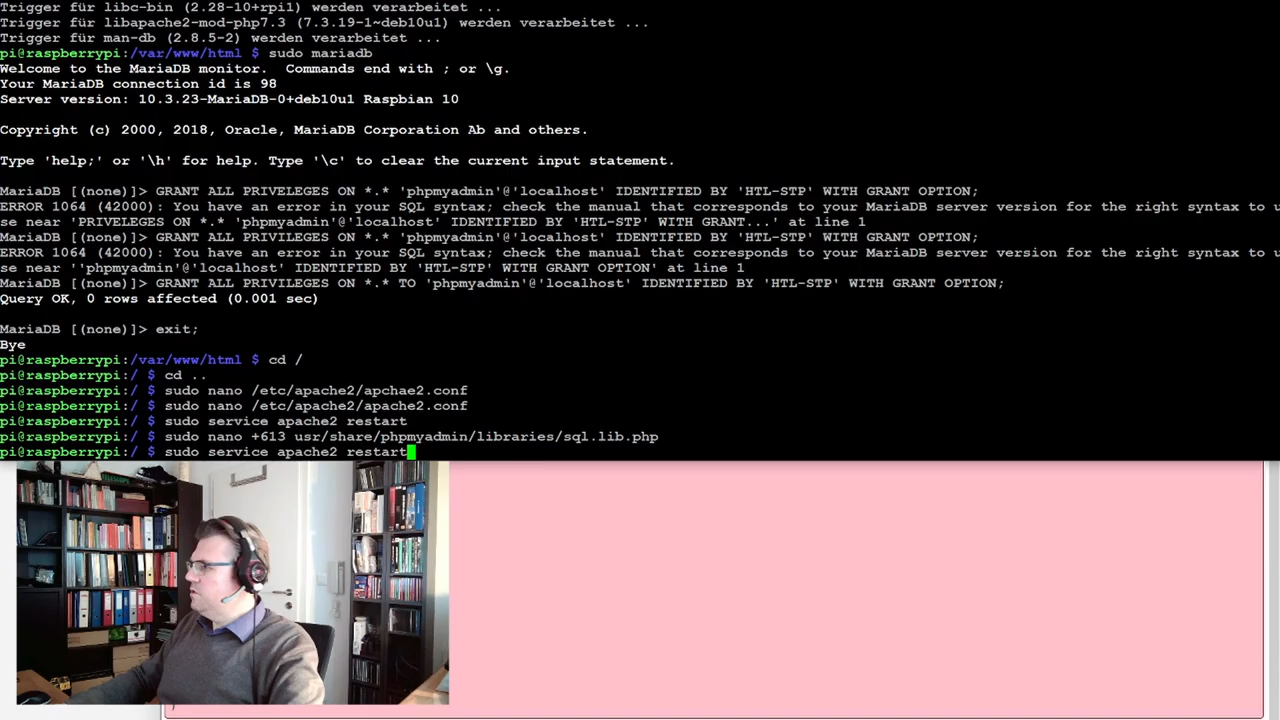 Trigger für libc-bin (2.28-10+rpi1) werden verarbeitet ...
Trigger für libapache2-mod-php7.3 (7.3.19-1~deb10u1) werden verarbeitet ...
Trigger für man-db (2.8.5-2) werden verarbeitet ...
pi@raspberrypi:/var/www/html $ sudo mariadb
Welcome to the MariaDB monitor.  Commands end with ; or \g.
Your MariaDB connection id is 98
Server version: 10.3.23-MariaDB-0+deb10u1 Raspbian 10
Copyright (c) 2000, 2018, Oracle, MariaDB Corporation Ab and others.
Type 'help;' or '\h' for help. Type '\c' to clear the current input statement.
MariaDB [(none)]> GRANT ALL PRIVELEGES ON *.* 'phpmyadmin'@'localhost' IDENTIFIED BY 'HTL-STP' WITH GRANT OPTION;
ERROR 1064 (42000): You have an error in your SQL syntax; check the manual that corresponds to your MariaDB server version for the right syntax to u
se near 'PRIVELEGES ON *.* 'phpmyadmin'@'localhost' IDENTIFIED BY 'HTL-STP' WITH GRANT...' at line 1
MariaDB [(none)]> GRANT ALL PRIVILEGES ON *.* 'phpmyadmin'@'localhost' IDENTIFIED BY 'HTL-STP' WITH GRANT OPTION;
ERROR 1064 (42000): You have an error in your SQL syntax; check the manual that corresponds to your MariaDB server version for the right syntax to u
se near ''phpmyadmin'@'localhost' IDENTIFIED BY 'HTL-STP' WITH GRANT OPTION' at line 1
MariaDB [(none)]> GRANT ALL PRIVILEGES ON *.* TO 'phpmyadmin'@'localhost' IDENTIFIED BY 'HTL-STP' WITH GRANT OPTION;
Query OK, 0 rows affected (0.001 sec)
MariaDB [(none)]> exit;
Bye
pi@raspberrypi:/var/www/html $ cd /
pi@raspberrypi:/ $ cd ..
pi@raspberrypi:/ $ sudo nano /etc/apache2/apchae2.conf
pi@raspberrypi:/ $ sudo nano /etc/apache2/apache2.conf
pi@raspberrypi:/ $ sudo service apache2 restart
pi@raspberrypi:/ $ sudo nano +613 usr/share/phpmyadmin/libraries/sql.lib.php
pi@raspberrypi:/ $ sudo service apache2 restart
)